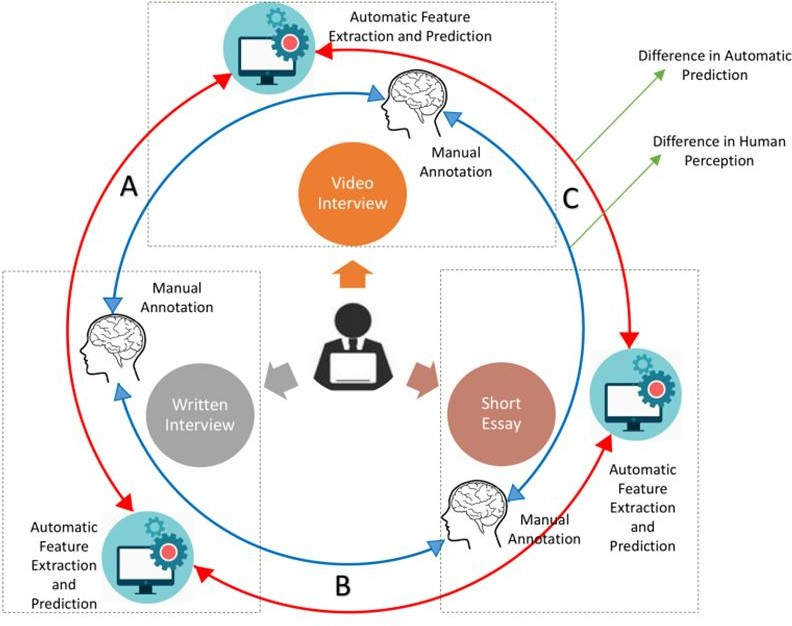 Automatic Feature
Extraction and Prediction
Difference in Automatic
Prediction
Difference in Human
Perception
Manual
Annotation
Video
Interview
A
C
Manual
Annotation
Written
Interview
Short
Essay
Automatic
Feature
Extraction
and
Prediction
Manual
Annotation
Automatic
Feature
Extraction
and
Prediction
B